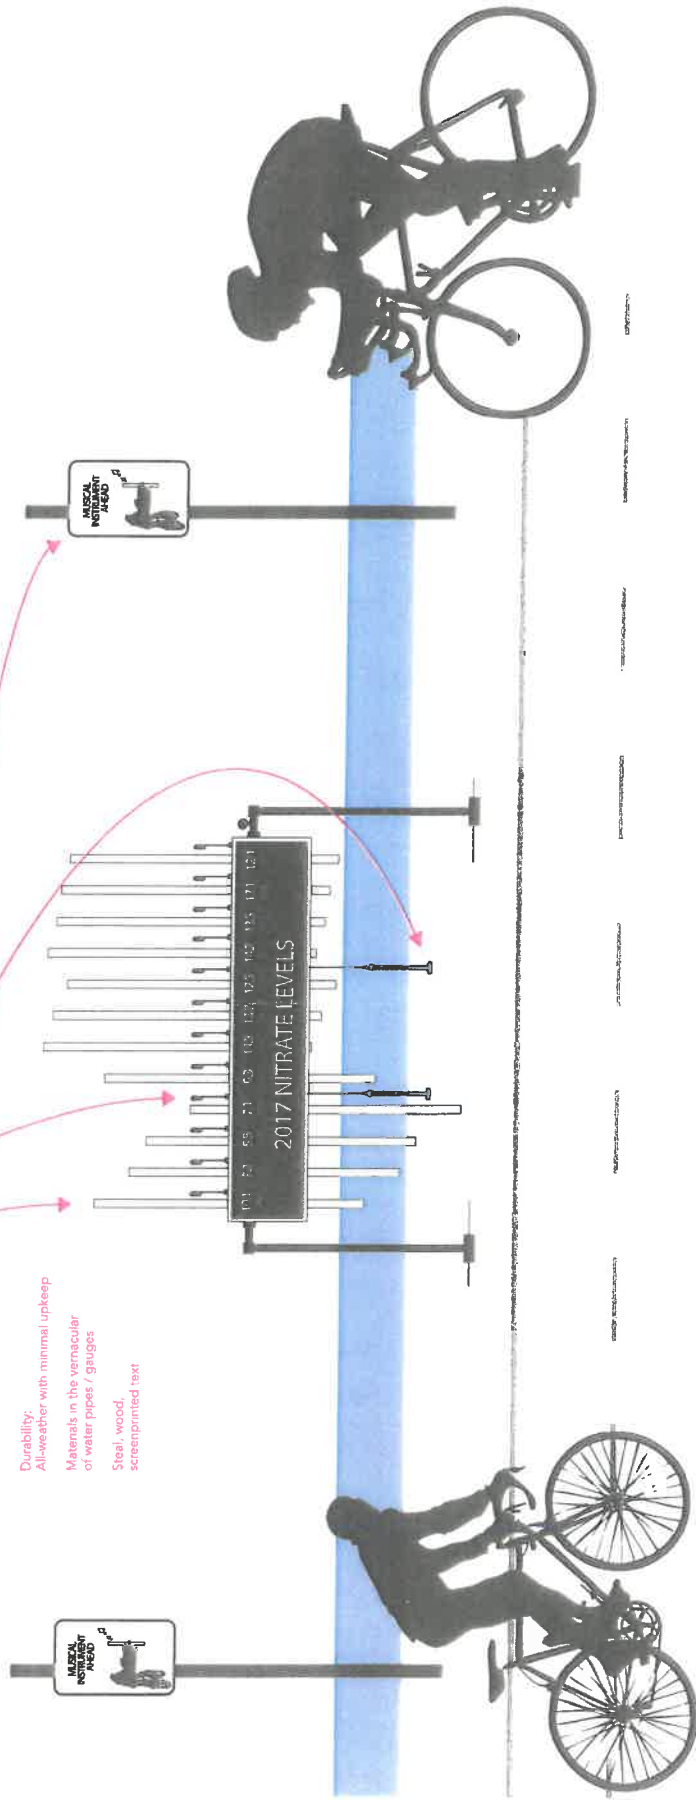 Durability:
All-weather with minimal upkeep
Materials in the vernacular
of water pipes / gauges
Steal, wood,
screenprinted text
MUSICAL
INSTRUMENT
AHEAD
2017 NITRATE LEVELS
MUSICAL
INSTRUMENT
AHEAD